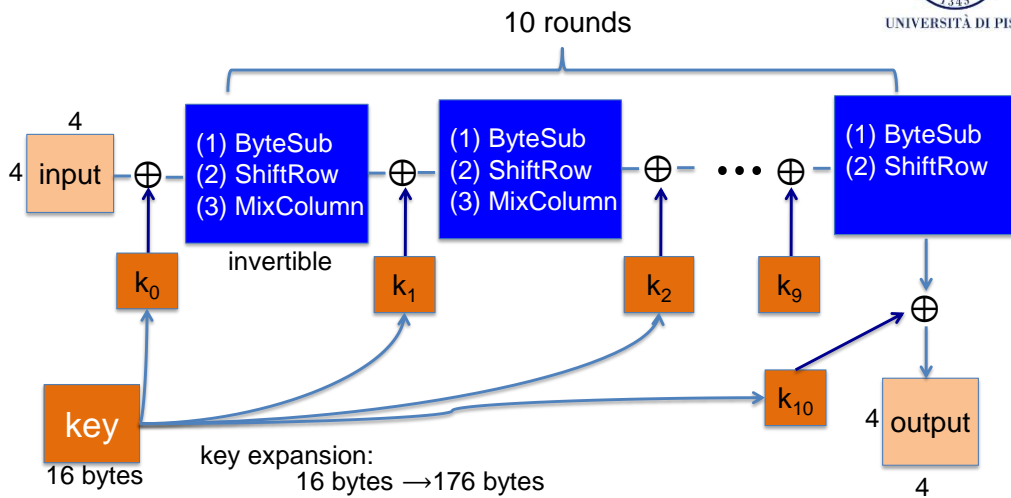 1343
UNIVERSITÀ DI PIS
10 rounds
4
4 input
⊕
(1) ByteSub
(2) ShiftRow
(3) MixColumn
invertible
⊕
(1) ByteSub
(2) ShiftRow
(3) MixColumn
⊕
•••
⊕
(1) ByteSub
(2) ShiftRow
k₀
k₁
k₂
k₉
⊕
key
16 bytes
key expansion:
16 bytes →176 bytes
k₁₀
4 output
4